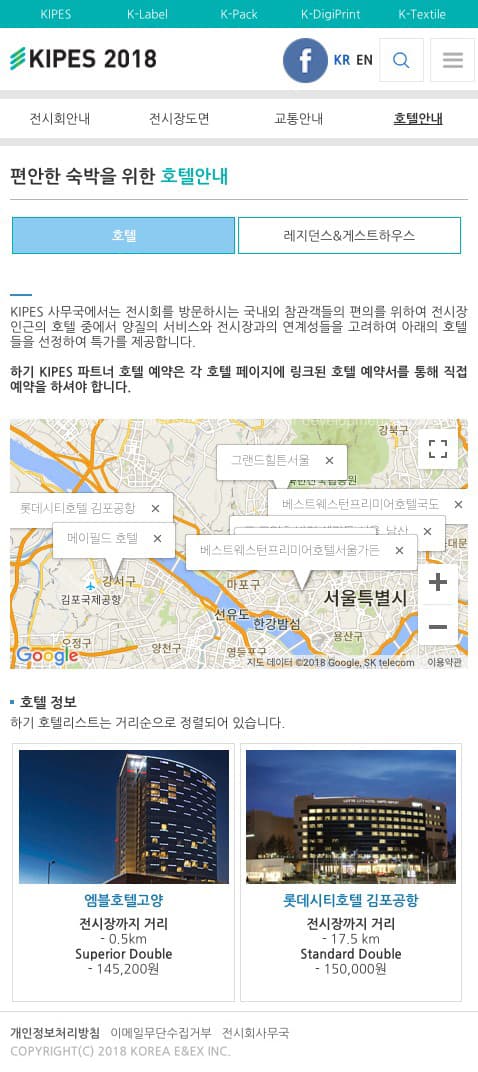 KIPES K-Label K-Pack K-DigiPrint K-Textile
KIPES 2018
f KR EN
전시회안내 전시장도면 교통안내 호텔안내
편안한 숙박을 위한 호텔안내
호텔 레지던스&게스트하우스
KIPES 사무국에서는 전시회를 방문하시는 국내외 참관객들의 편의를 위하여 전시장
인근의 호텔 중에서 양질의 서비스와 전시장과의 연계성들을 고려하여 아래의 호텔
들을 선정하여 특가를 제공합니다.
하기 KIPES 파트너 호텔 예약은 각 호텔 페이지에 링크된 호텔 예약서를 통해 직접
예약을 하셔야 합니다.
강북구
그랜드힐튼서울
베스트웨스턴프리미어호텔국도
롯데시티호텔 김포공항
남산
메이필드 호텔
베스트웨스턴프리미어호텔서울가든
강서구
마포구
김포국제공항
서울특별시
선유도
한강밤섬
용산구
오정구
양천구
영등포구
Google
지도 데이터 ©2018 Google, SK telecom 이용약관
호텔 정보
하기 호텔리스트는 거리순으로 정렬되어 있습니다.
엠블호텔고양
전시장까지 거리
- 0.5km
Superior Double
- 145,200원
롯데시티호텔 김포공항
전시장까지 거리
- 17.5 km
Standard Double
- 150,000원
개인정보처리방침 이메일무단수집거부 전시회사무국
COPYRIGHT(C) 2018 KOREA E&EX INC.